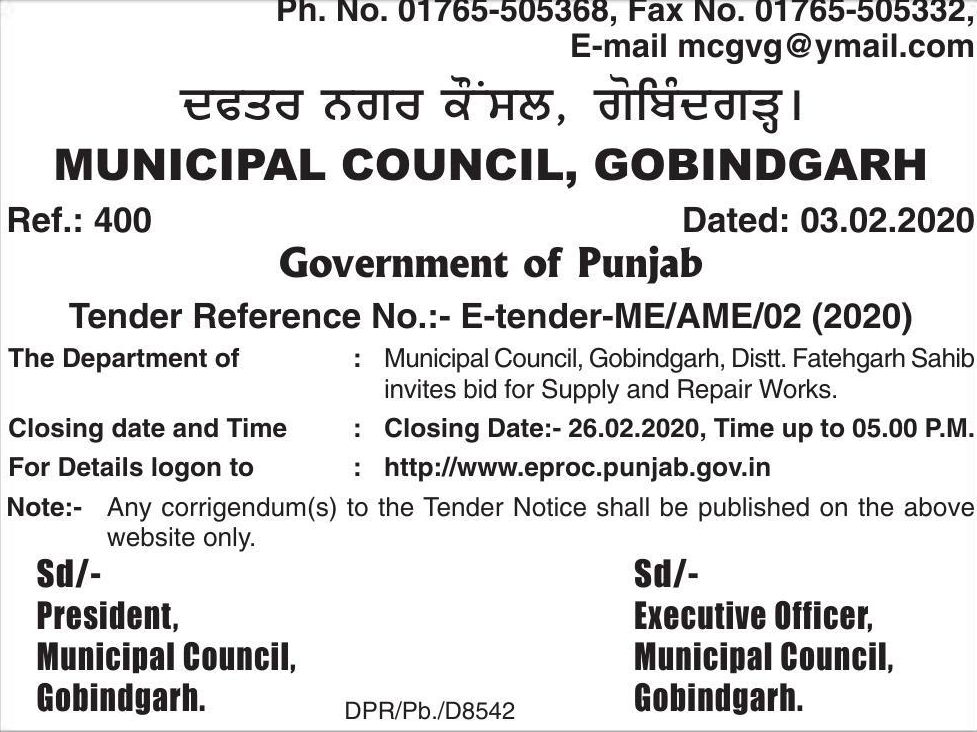 Ph. No. 01765-505368, Fax No. 01765-505332,
E-mail mcgvg@ymail.com
ਦਫਤਰ ਨਗਰ ਕੌਂਸਲ, ਗੋਬਿੰਦਗੜ੍ਹ।
MUNICIPAL COUNCIL, GOBINDGARH
Ref.: 400 Dated: 03.02.2020
Government of Punjab
Tender Reference No.:- E-tender-ME/AME/02 (2020)
The Department of : Municipal Council, Gobindgarh, Distt. Fatehgarh Sahib
invites bid for Supply and Repair Works.
Closing date and Time : Closing Date:- 26.02.2020, Time up to 05.00 P.M.
For Details logon to : http://www.eproc.punjab.gov.in
Note:- Any corrigendum(s) to the Tender Notice shall be published on the above
website only.
Sd/- Sd/-
President, Executive Officer,
Municipal Council, Municipal Council,
Gobindgarh. DPR/Pb./D8542 Gobindgarh.